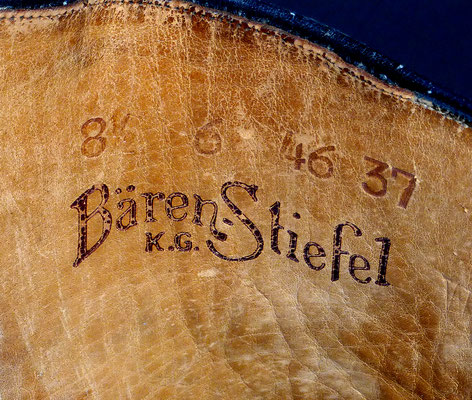 8½ 6 46 37
Bären-Stiefel
K.G.